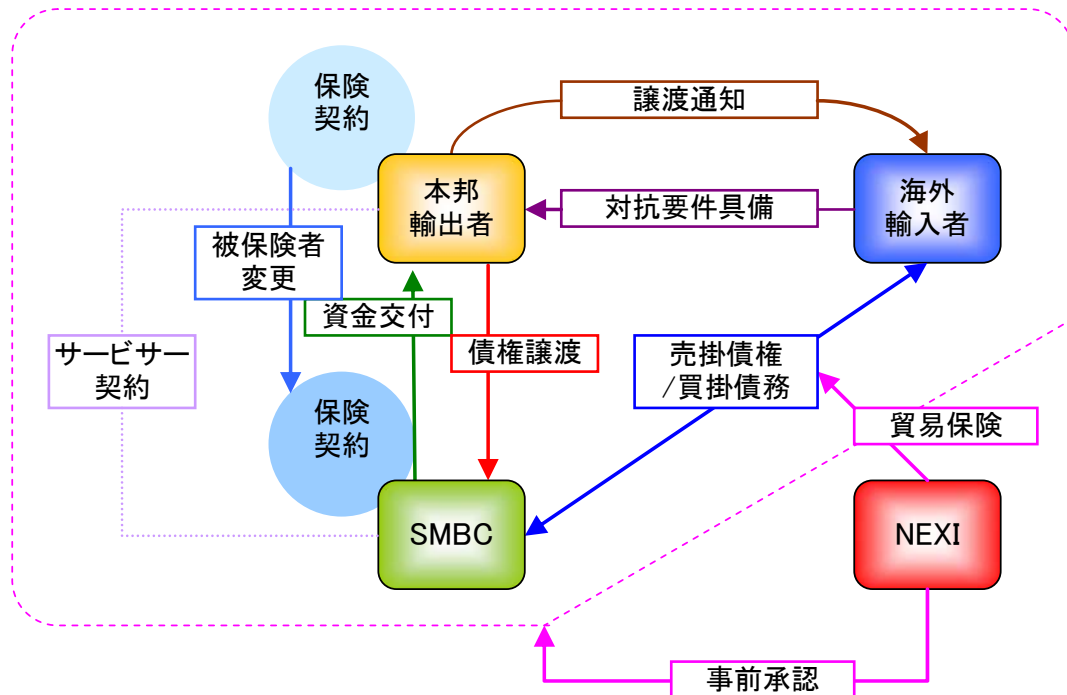 保険
契約
譲渡通知
本邦
輸出者
対抗要件具備
海外
輸入者
被保険者
変更
資金交付
サービサー
契約
債権譲渡
売掛債権
/買掛債務
保険
契約
貿易保険
SMBC
NEXI
事前承認